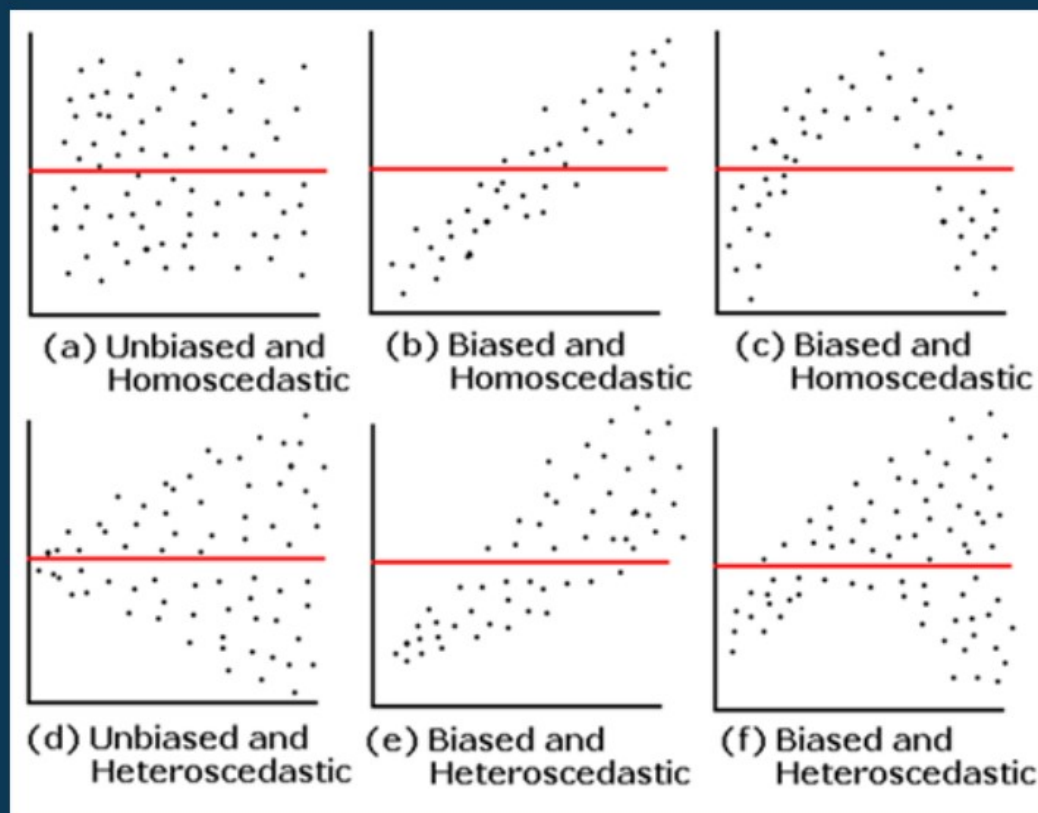 (a) Unbiased and
Homoscedastic
(b) Biased and
Homoscedastic
(c) Biased and
Homoscedastic
(d) Unbiased and
Heteroscedastic
(e) Biased and
Heteroscedastic
(f) Biased and
Heteroscedastic